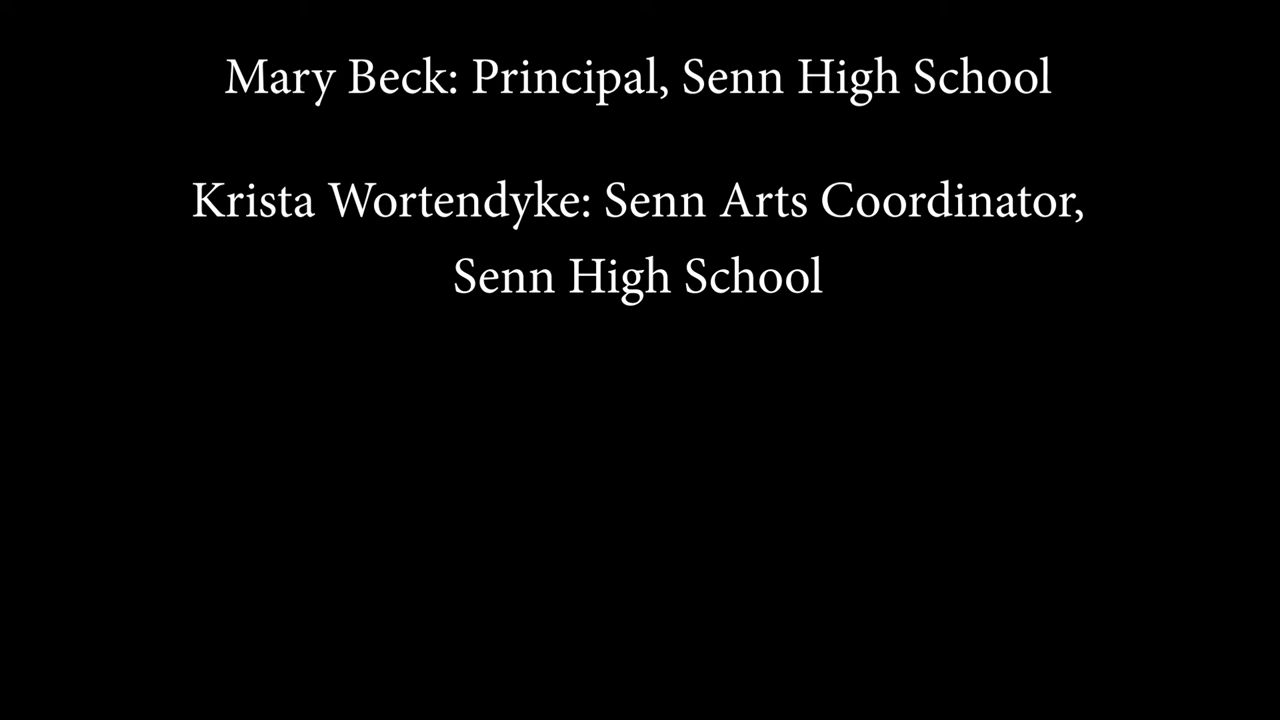 Mary Beck: Principal, Senn High School
Krista Wortendyke: Senn Arts Coordinator,
Senn High School